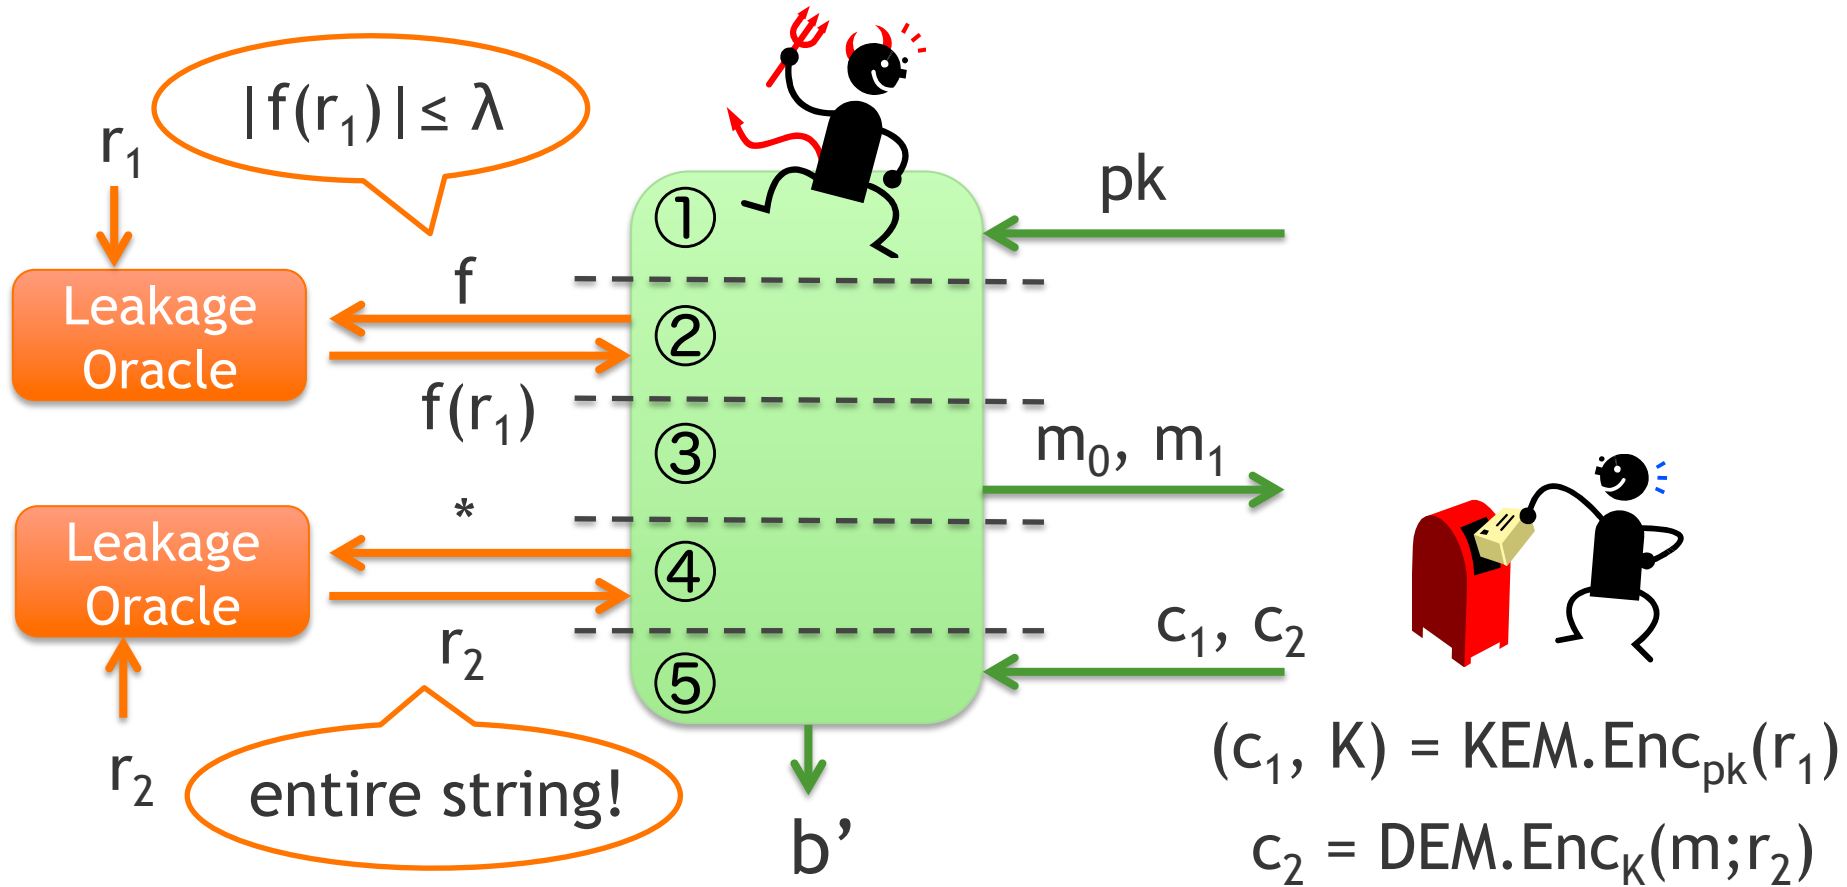 |f(r₁)|≤ λ
r₁
pk
①
Leakage
Oracle
f
②
f(r₁)
③
m₀, m₁
*
Leakage
Oracle
④
r₂
c₁, c₂
⑤
r₂
entire string!
b’
(c₁, K) = KEM.Encₚₖ(r₁)
c₂ = DEM.Enc_K(m;r₂)